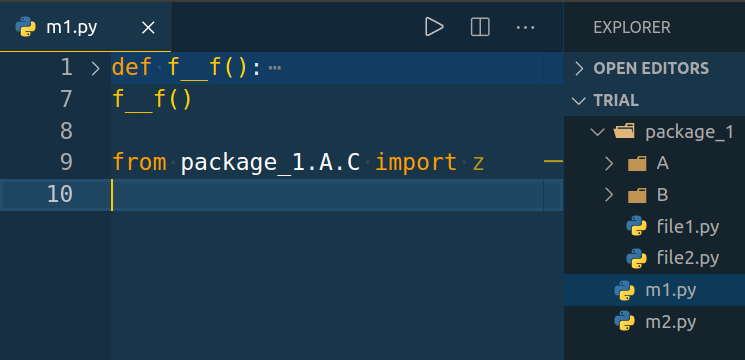 m1.py
1 def f__f(): ⋯
7 f__f()
8
9 from package_1.A.C import z
10
EXPLORER
OPEN EDITORS
TRIAL
package_1
A
B
file1.py
file2.py
m1.py
m2.py